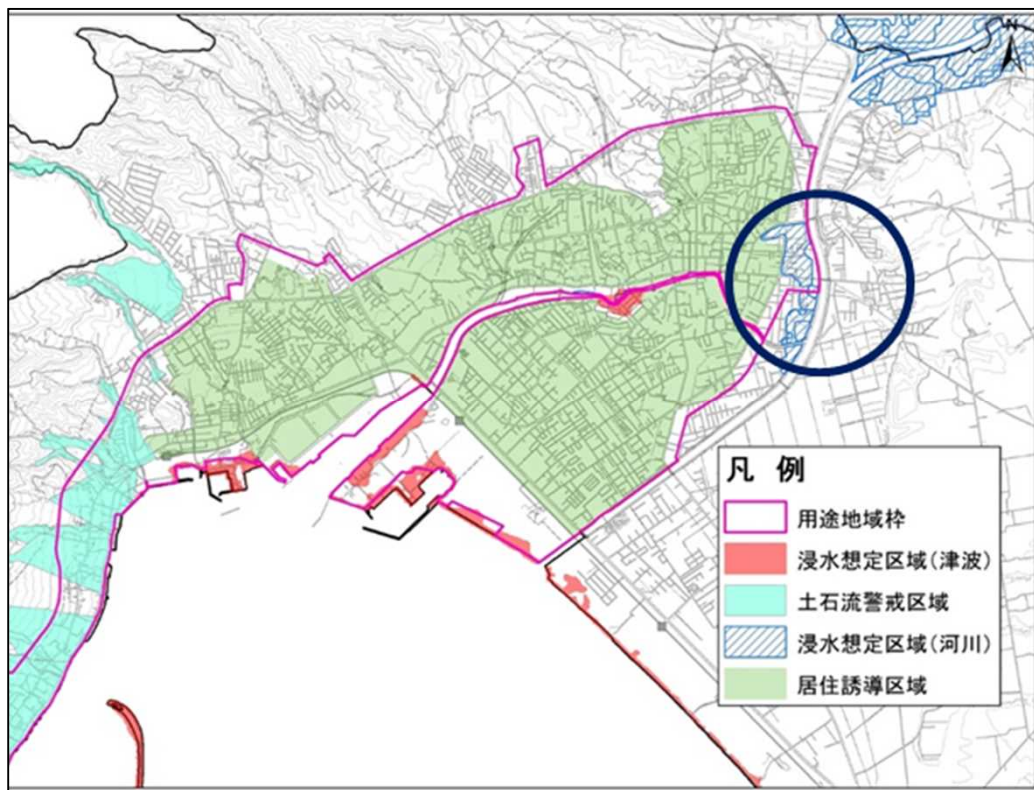 N
凡 例
用途地域枠
浸水想定区域(津波)
土石流警戒区域
浸水想定区域(河川)
居住誘導区域